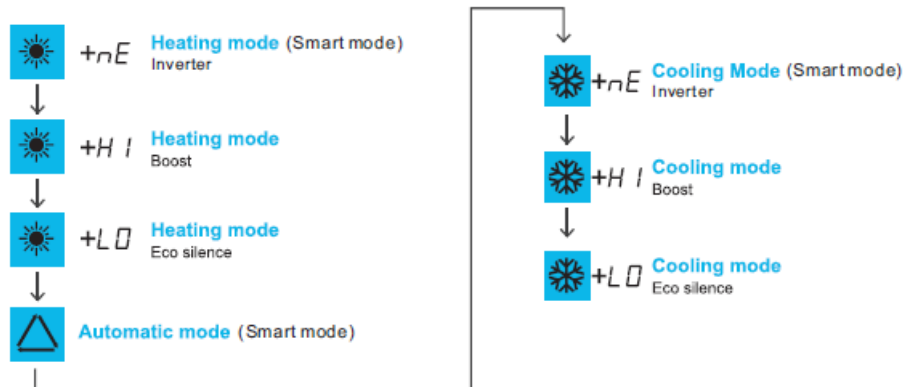 +nE Heating mode (Smart mode)
Inverter
+HI Heating mode
Boost
+LO Heating mode
Eco silence
Automatic mode (Smart mode)
+nE Cooling Mode (Smart mode)
Inverter
+HI Cooling mode
Boost
+LO Cooling mode
Eco silence